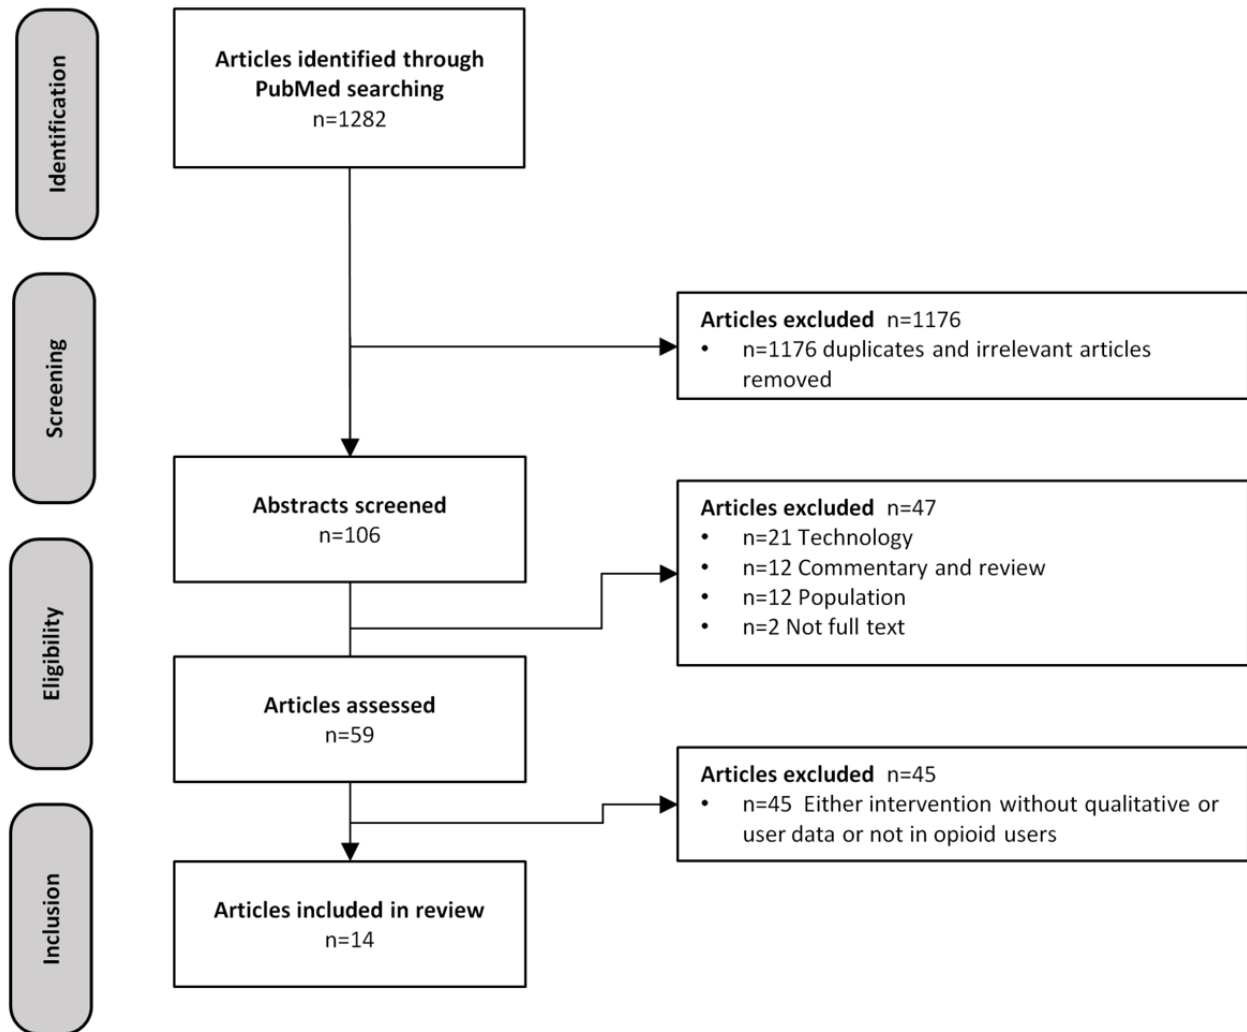 Identification
Articles identified through
PubMed searching
n=1282
Screening
Articles excluded n=1176
• n=1176 duplicates and irrelevant articles
removed
Abstracts screened
n=106
Articles excluded n=47
• n=21 Technology
• n=12 Commentary and review
• n=12 Population
• n=2 Not full text
Eligibility
Articles assessed
n=59
Articles excluded n=45
• n=45 Either intervention without qualitative or
user data or not in opioid users
Inclusion
Articles included in review
n=14